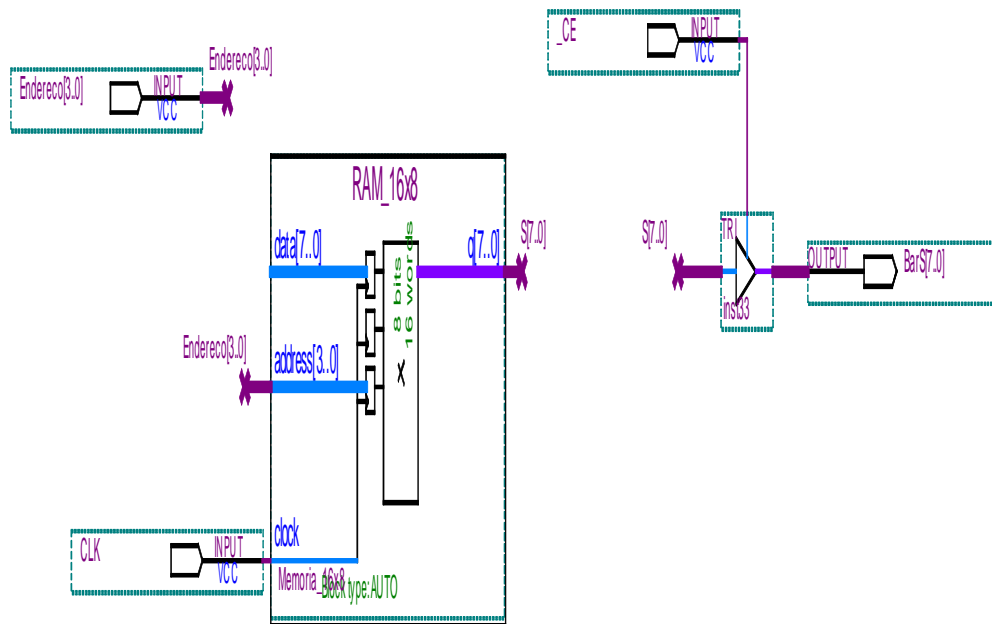 _CE
INPUT
VCC
Endereco[3..0]
INPUT
VCC
Endereco[3..0]
RAM_16x8
data[7..0]
q[7..0]
S[7..0]
8 bits
16 words
S[7..0]
TRI
inst33
OUTPUT
BarS[7..0]
Endereco[3..0]
address[3..0]
clock
CLK
INPUT
VCC
Memoria_16x8
Block type: AUTO